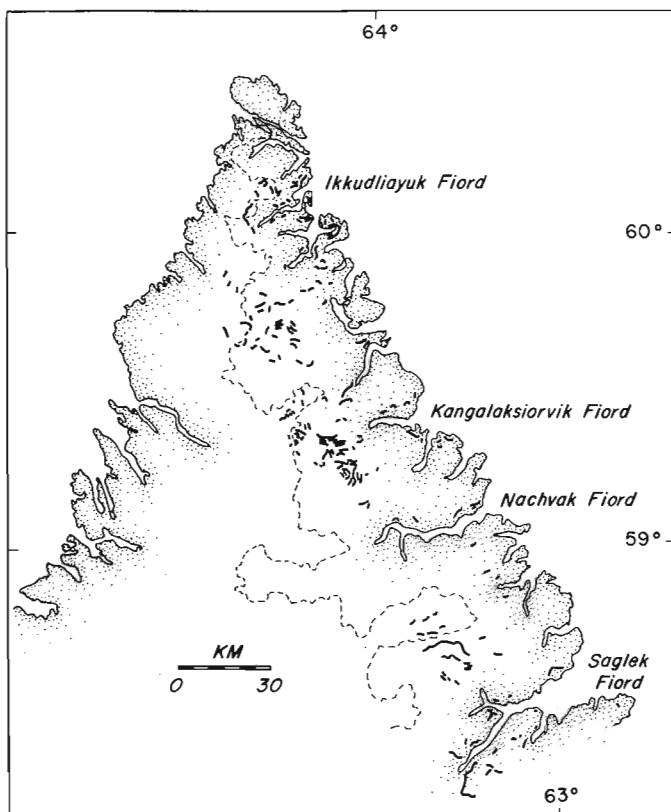 64°
Ikkudliayuk Fiord
60°
Kangalaksiorvik Fiord
Nachvak Fiord
59°
KM
0 30
Saglek
Fiord
63°